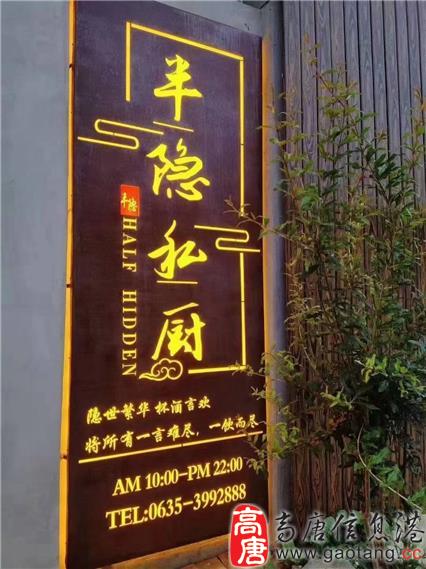 半隐私厨
半隐
HALF HIDDEN
隐世繁华 杯酒言欢
将所有一言难尽，一饮而尽
AM 10:00-PM 22:00
TEL:0635-3992888
高唐
高唐信息港
www.gaotang.cc